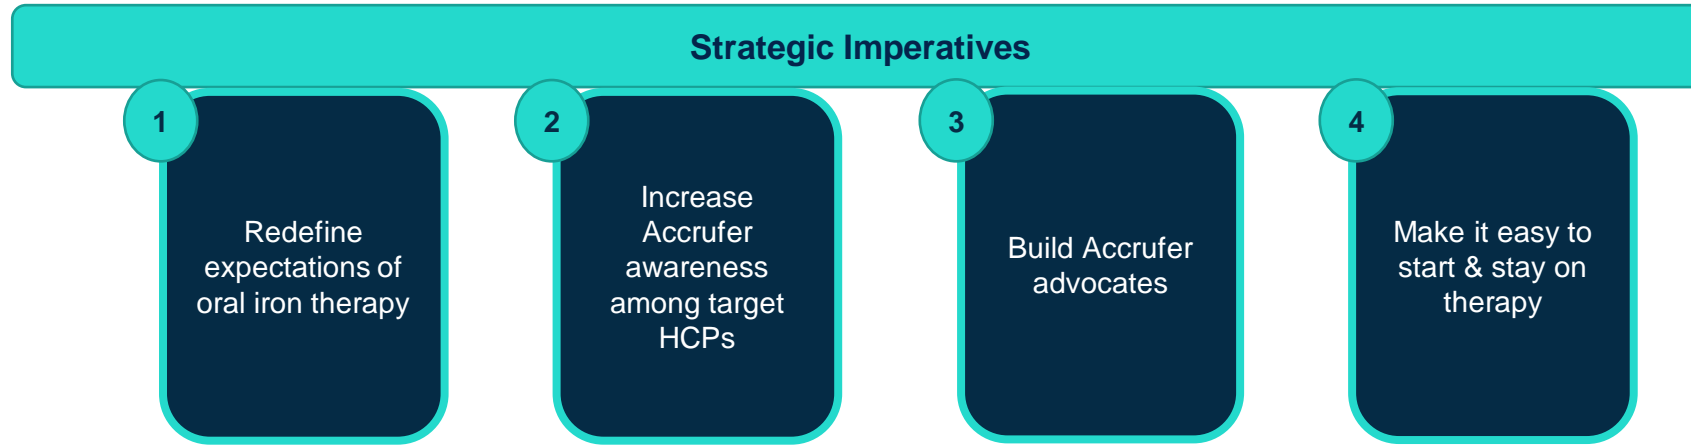 Strategic Imperatives
1
Redefine
expectations of
oral iron therapy
2
Increase
Accrufer
awareness
among target
HCPs
3
Build Accrufer
advocates
4
Make it easy to
start & stay on
therapy